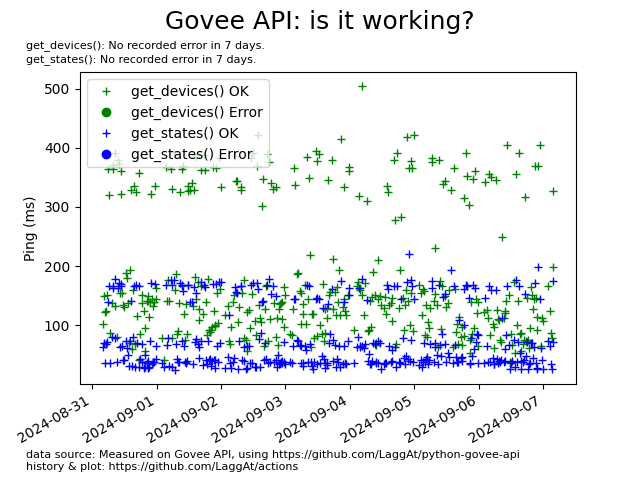 Govee API: is it working?
get_devices(): No recorded error in 7 days.
get_states(): No recorded error in 7 days.
get_devices() OK
get_devices() Error
get_states() OK
get_states() Error
Ping (ms)
500
400
300
200
100
2024-08-31
2024-09-01
2024-09-02
2024-09-03
2024-09-04
2024-09-05
2024-09-06
2024-09-07
data source: Measured on Govee API, using https://github.com/LaggAt/python-govee-api
history & plot: https://github.com/LaggAt/actions